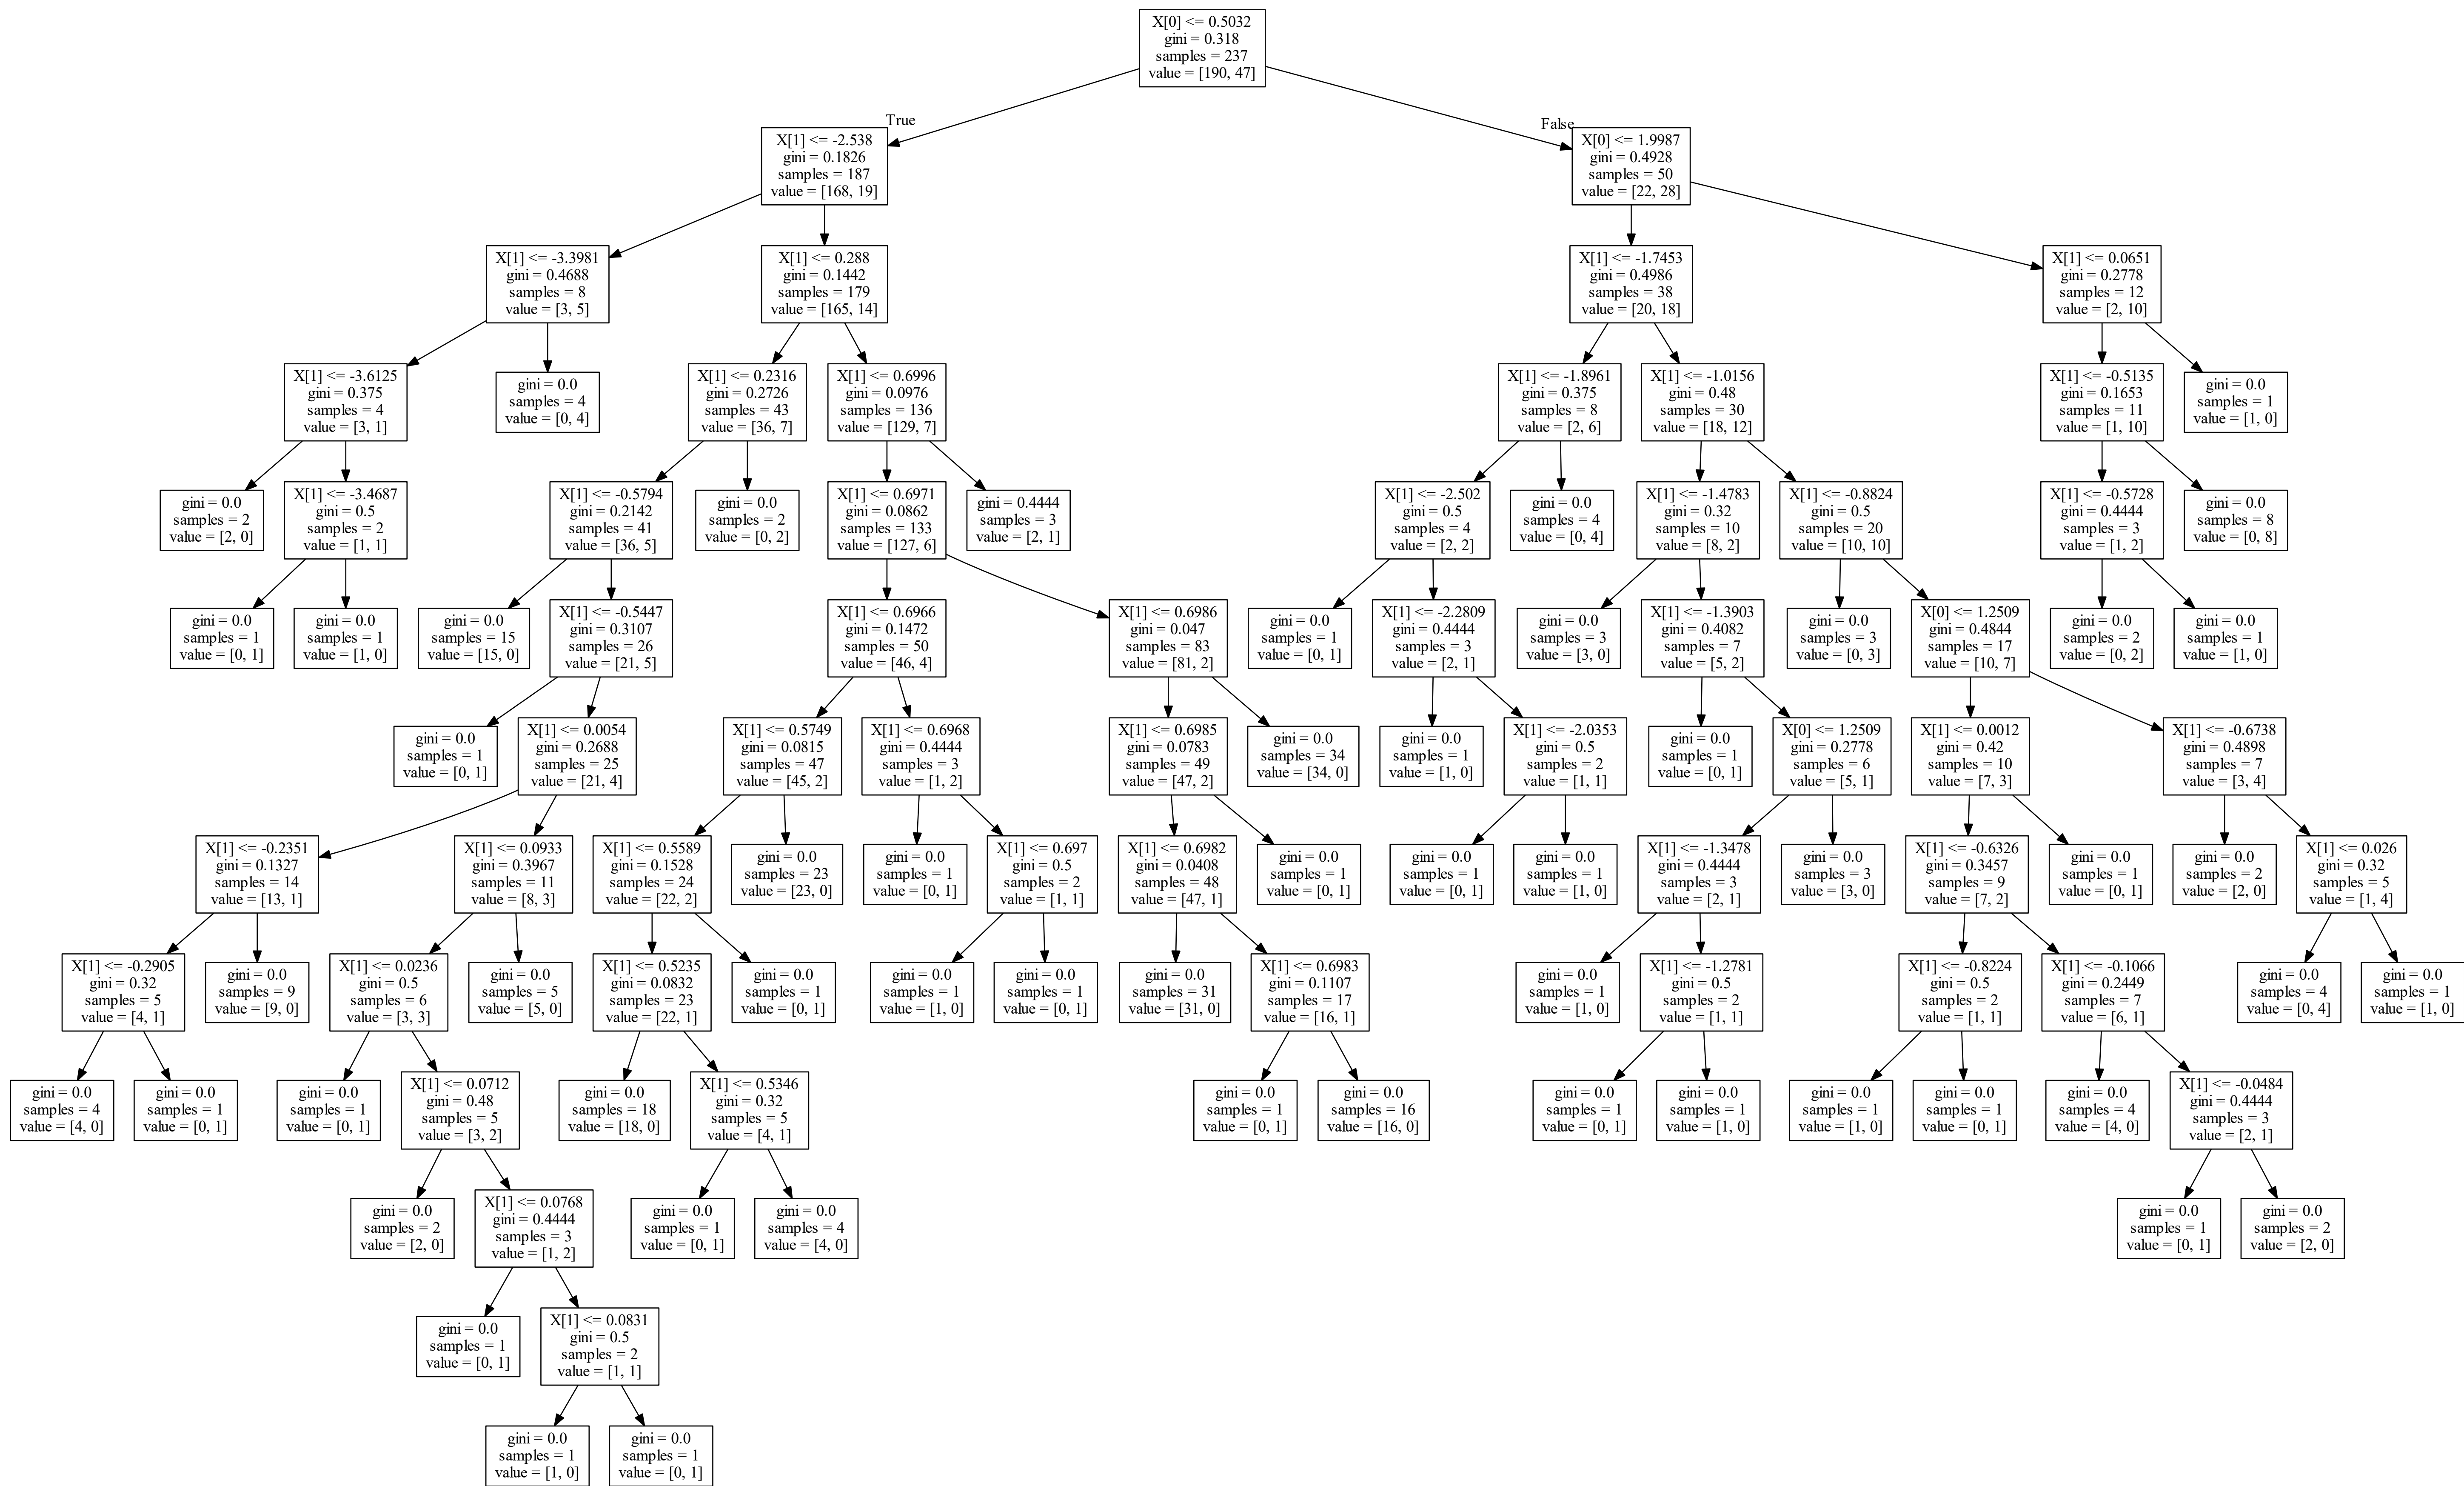 X[0] <= 0.5032
gini = 0.318
samples = 237
value = [190, 47]
True
False
X[1] <= -2.538
gini = 0.1826
samples = 187
value = [168, 19]
X[0] <= 1.9987
gini = 0.4928
samples = 50
value = [22, 28]
X[1] <= -3.3981
gini = 0.4688
samples = 8
value = [3, 5]
X[1] <= 0.288
gini = 0.1442
samples = 179
value = [165, 14]
X[1] <= -1.7453
gini = 0.4986
samples = 38
value = [20, 18]
X[1] <= 0.0651
gini = 0.2778
samples = 12
value = [2, 10]
X[1] <= -3.6125
gini = 0.375
samples = 4
value = [3, 1]
gini = 0.0
samples = 4
value = [0, 4]
X[1] <= 0.2316
gini = 0.2726
samples = 43
value = [36, 7]
X[1] <= 0.6996
gini = 0.0976
samples = 136
value = [129, 7]
X[1] <= -1.8961
gini = 0.375
samples = 8
value = [2, 6]
X[1] <= -1.0156
gini = 0.48
samples = 30
value = [18, 12]
X[1] <= -0.5135
gini = 0.1653
samples = 11
value = [1, 10]
gini = 0.0
samples = 1
value = [1, 0]
gini = 0.0
samples = 2
value = [2, 0]
X[1] <= -3.4687
gini = 0.5
samples = 2
value = [1, 1]
X[1] <= -0.5794
gini = 0.2142
samples = 41
value = [36, 5]
gini = 0.0
samples = 2
value = [0, 2]
X[1] <= 0.6971
gini = 0.0862
samples = 133
value = [127, 6]
gini = 0.4444
samples = 3
value = [2, 1]
X[1] <= -2.502
gini = 0.5
samples = 4
value = [2, 2]
gini = 0.0
samples = 4
value = [0, 4]
X[1] <= -1.4783
gini = 0.32
samples = 10
value = [8, 2]
X[1] <= -0.8824
gini = 0.5
samples = 20
value = [10, 10]
X[1] <= -0.5728
gini = 0.4444
samples = 3
value = [1, 2]
gini = 0.0
samples = 8
value = [0, 8]
gini = 0.0
samples = 1
value = [0, 1]
gini = 0.0
samples = 1
value = [1, 0]
gini = 0.0
samples = 15
value = [15, 0]
X[1] <= -0.5447
gini = 0.3107
samples = 26
value = [21, 5]
X[1] <= 0.6966
gini = 0.1472
samples = 50
value = [46, 4]
X[1] <= 0.6986
gini = 0.047
samples = 83
value = [81, 2]
gini = 0.0
samples = 1
value = [0, 1]
X[1] <= -2.2809
gini = 0.4444
samples = 3
value = [2, 1]
gini = 0.0
samples = 3
value = [3, 0]
X[1] <= -1.3903
gini = 0.4082
samples = 7
value = [5, 2]
gini = 0.0
samples = 3
value = [0, 3]
X[0] <= 1.2509
gini = 0.4844
samples = 17
value = [10, 7]
gini = 0.0
samples = 2
value = [0, 2]
gini = 0.0
samples = 1
value = [1, 0]
gini = 0.0
samples = 1
value = [0, 1]
X[1] <= 0.0054
gini = 0.2688
samples = 25
value = [21, 4]
X[1] <= 0.5749
gini = 0.0815
samples = 47
value = [45, 2]
X[1] <= 0.6968
gini = 0.4444
samples = 3
value = [1, 2]
X[1] <= 0.6985
gini = 0.0783
samples = 49
value = [47, 2]
gini = 0.0
samples = 34
value = [34, 0]
gini = 0.0
samples = 1
value = [1, 0]
X[1] <= -2.0353
gini = 0.5
samples = 2
value = [1, 1]
gini = 0.0
samples = 1
value = [0, 1]
X[0] <= 1.2509
gini = 0.2778
samples = 6
value = [5, 1]
X[1] <= 0.0012
gini = 0.42
samples = 10
value = [7, 3]
X[1] <= -0.6738
gini = 0.4898
samples = 7
value = [3, 4]
X[1] <= -0.2351
gini = 0.1327
samples = 14
value = [13, 1]
X[1] <= 0.0933
gini = 0.3967
samples = 11
value = [8, 3]
X[1] <= 0.5589
gini = 0.1528
samples = 24
value = [22, 2]
gini = 0.0
samples = 23
value = [23, 0]
gini = 0.0
samples = 1
value = [0, 1]
X[1] <= 0.697
gini = 0.5
samples = 2
value = [1, 1]
X[1] <= 0.6982
gini = 0.0408
samples = 48
value = [47, 1]
gini = 0.0
samples = 1
value = [0, 1]
gini = 0.0
samples = 1
value = [0, 1]
gini = 0.0
samples = 1
value = [1, 0]
X[1] <= -1.3478
gini = 0.4444
samples = 3
value = [2, 1]
gini = 0.0
samples = 3
value = [3, 0]
X[1] <= -0.6326
gini = 0.3457
samples = 9
value = [7, 2]
gini = 0.0
samples = 1
value = [0, 1]
gini = 0.0
samples = 2
value = [2, 0]
X[1] <= 0.026
gini = 0.32
samples = 5
value = [1, 4]
X[1] <= -0.2905
gini = 0.32
samples = 5
value = [4, 1]
gini = 0.0
samples = 9
value = [9, 0]
X[1] <= 0.0236
gini = 0.5
samples = 6
value = [3, 3]
gini = 0.0
samples = 5
value = [5, 0]
X[1] <= 0.5235
gini = 0.0832
samples = 23
value = [22, 1]
gini = 0.0
samples = 1
value = [0, 1]
gini = 0.0
samples = 1
value = [1, 0]
gini = 0.0
samples = 1
value = [0, 1]
gini = 0.0
samples = 31
value = [31, 0]
X[1] <= 0.6983
gini = 0.1107
samples = 17
value = [16, 1]
gini = 0.0
samples = 1
value = [1, 0]
X[1] <= -1.2781
gini = 0.5
samples = 2
value = [1, 1]
X[1] <= -0.8224
gini = 0.5
samples = 2
value = [1, 1]
X[1] <= -0.1066
gini = 0.2449
samples = 7
value = [6, 1]
gini = 0.0
samples = 4
value = [0, 4]
gini = 0.0
samples = 1
value = [1, 0]
gini = 0.0
samples = 4
value = [4, 0]
gini = 0.0
samples = 1
value = [0, 1]
gini = 0.0
samples = 1
value = [0, 1]
X[1] <= 0.0712
gini = 0.48
samples = 5
value = [3, 2]
gini = 0.0
samples = 18
value = [18, 0]
X[1] <= 0.5346
gini = 0.32
samples = 5
value = [4, 1]
gini = 0.0
samples = 1
value = [0, 1]
gini = 0.0
samples = 16
value = [16, 0]
gini = 0.0
samples = 1
value = [0, 1]
gini = 0.0
samples = 1
value = [1, 0]
gini = 0.0
samples = 1
value = [1, 0]
gini = 0.0
samples = 1
value = [0, 1]
gini = 0.0
samples = 4
value = [4, 0]
X[1] <= -0.0484
gini = 0.4444
samples = 3
value = [2, 1]
gini = 0.0
samples = 2
value = [2, 0]
X[1] <= 0.0768
gini = 0.4444
samples = 3
value = [1, 2]
gini = 0.0
samples = 1
value = [0, 1]
gini = 0.0
samples = 4
value = [4, 0]
gini = 0.0
samples = 1
value = [0, 1]
gini = 0.0
samples = 2
value = [2, 0]
gini = 0.0
samples = 1
value = [0, 1]
X[1] <= 0.0831
gini = 0.5
samples = 2
value = [1, 1]
gini = 0.0
samples = 1
value = [1, 0]
gini = 0.0
samples = 1
value = [0, 1]